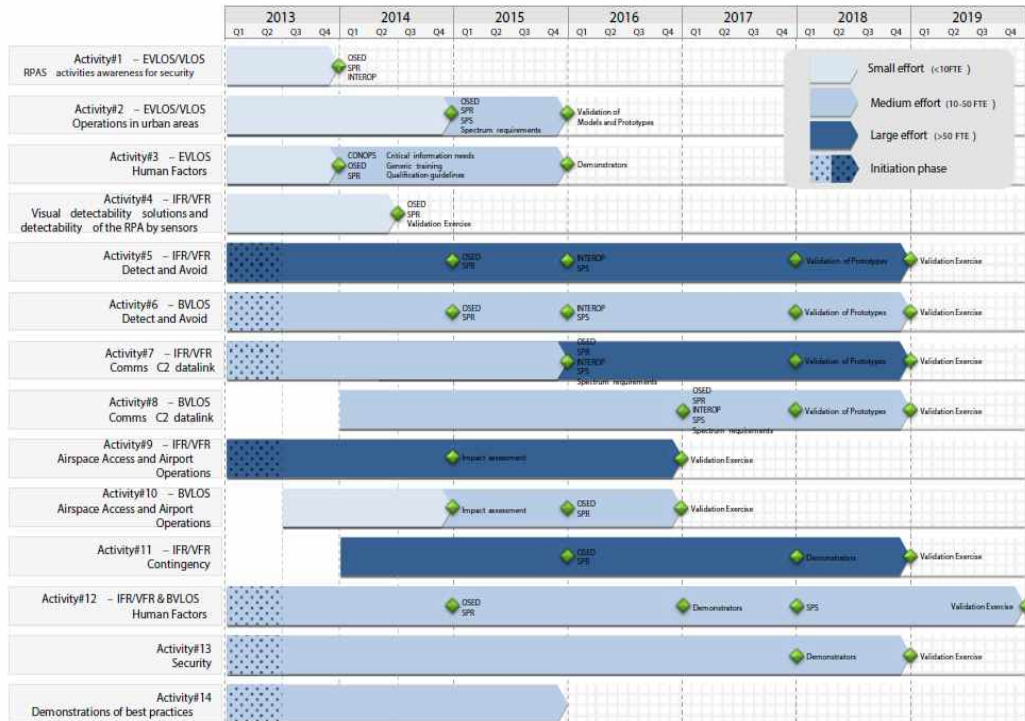 2013 2014 2015 2016 2017 2018 2019
Q1 Q2 Q3 Q4 Q1 Q2 Q3 Q4 Q1 Q2 Q3 Q4 Q1 Q2 Q3 Q4 Q1 Q2 Q3 Q4 Q1 Q2 Q3 Q4 Q1 Q2 Q3 Q4
Small effort (<10FTE )
Medium effort (10-50 FTE )
Large effort (>50 FTE )
Initiation phase
Activity#1 – EVLOS/VLOS
RPAS activities awareness for security
OSED
SPR
INTEROP
Activity#2 – EVLOS/VLOS
Operations in urban areas
OSED
SPR
SPS
Spectrum requirements
Validation of
Models and Prototypes
Activity#3 – EVLOS
Human Factors
CONOPS Critical information needs
OSED Generic training
SPR Qualification guidelines
Demonstrators
Activity#4 – IFR/VFR
Visual detectability solutions and
detectability of the RPA by sensors
OSED
SPR
Validation Exercise
Activity#5 – IFR/VFR
Detect and Avoid
OSED
SPR
INTEROP
SPS
Validation of Prototypes
Validation Exercise
Activity#6 – BVLOS
Detect and Avoid
OSED
SPR
INTEROP
SPS
Validation of Prototypes
Validation Exercise
Activity#7 – IFR/VFR
Comms C2 datalink
OSED
SPR
INTEROP
SPS
Spectrum requirements
Validation of Prototypes
Validation Exercise
Activity#8 – BVLOS
Comms C2 datalink
OSED
SPR
INTEROP
SPS
Spectrum requirements
Validation of Prototypes
Validation Exercise
Activity#9 – IFR/VFR
Airspace Access and Airport
Operations
Impact assessment
Validation Exercise
Activity#10 – BVLOS
Airspace Access and Airport
Operations
Impact assessment
OSED
SPR
Validation Exercise
Activity#11 – IFR/VFR
Contingency
OSED
SPR
Demonstrators
Validation Exercise
Activity#12 – IFR/VFR & BVLOS
Human Factors
OSED
SPR
Demonstrators
SPS
Validation Exercise
Activity#13
Security
Demonstrators
Validation Exercise
Activity#14
Demonstrations of best practices